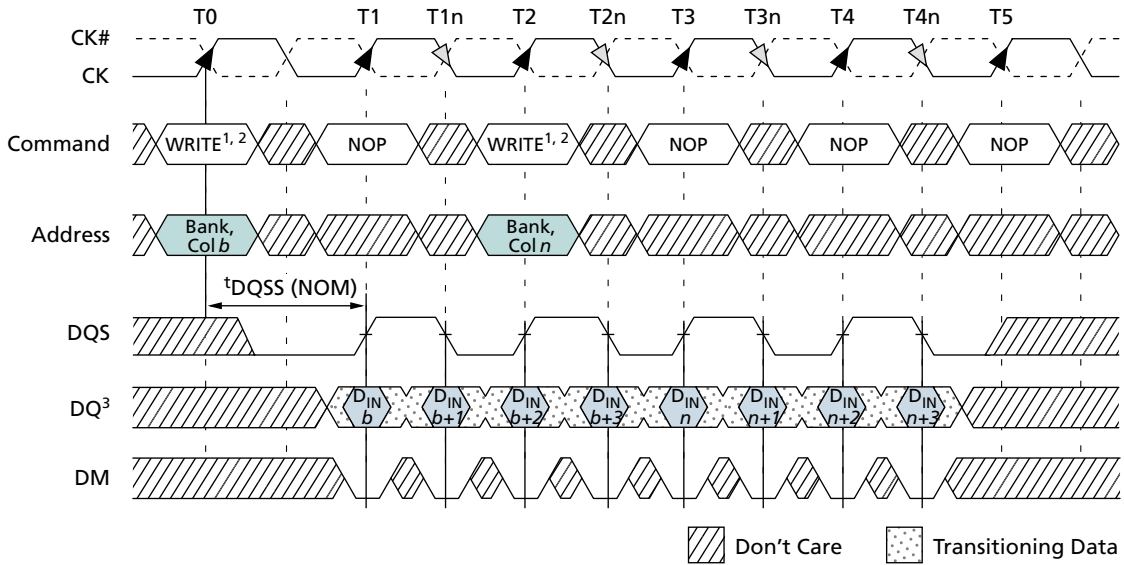 T0 T1 T1n T2 T2n T3 T3n T4 T4n T5
CK#
CK
Command WRITE1, 2 NOP WRITE1, 2 NOP NOP NOP
Address Bank, Col b Bank, Col n
tDQSS (NOM)
DQS
DQ3 DIN b DIN b+1 DIN b+2 DIN b+3 DIN n DIN n+1 DIN n+2 DIN n+3
DM
Don't Care Transitioning Data